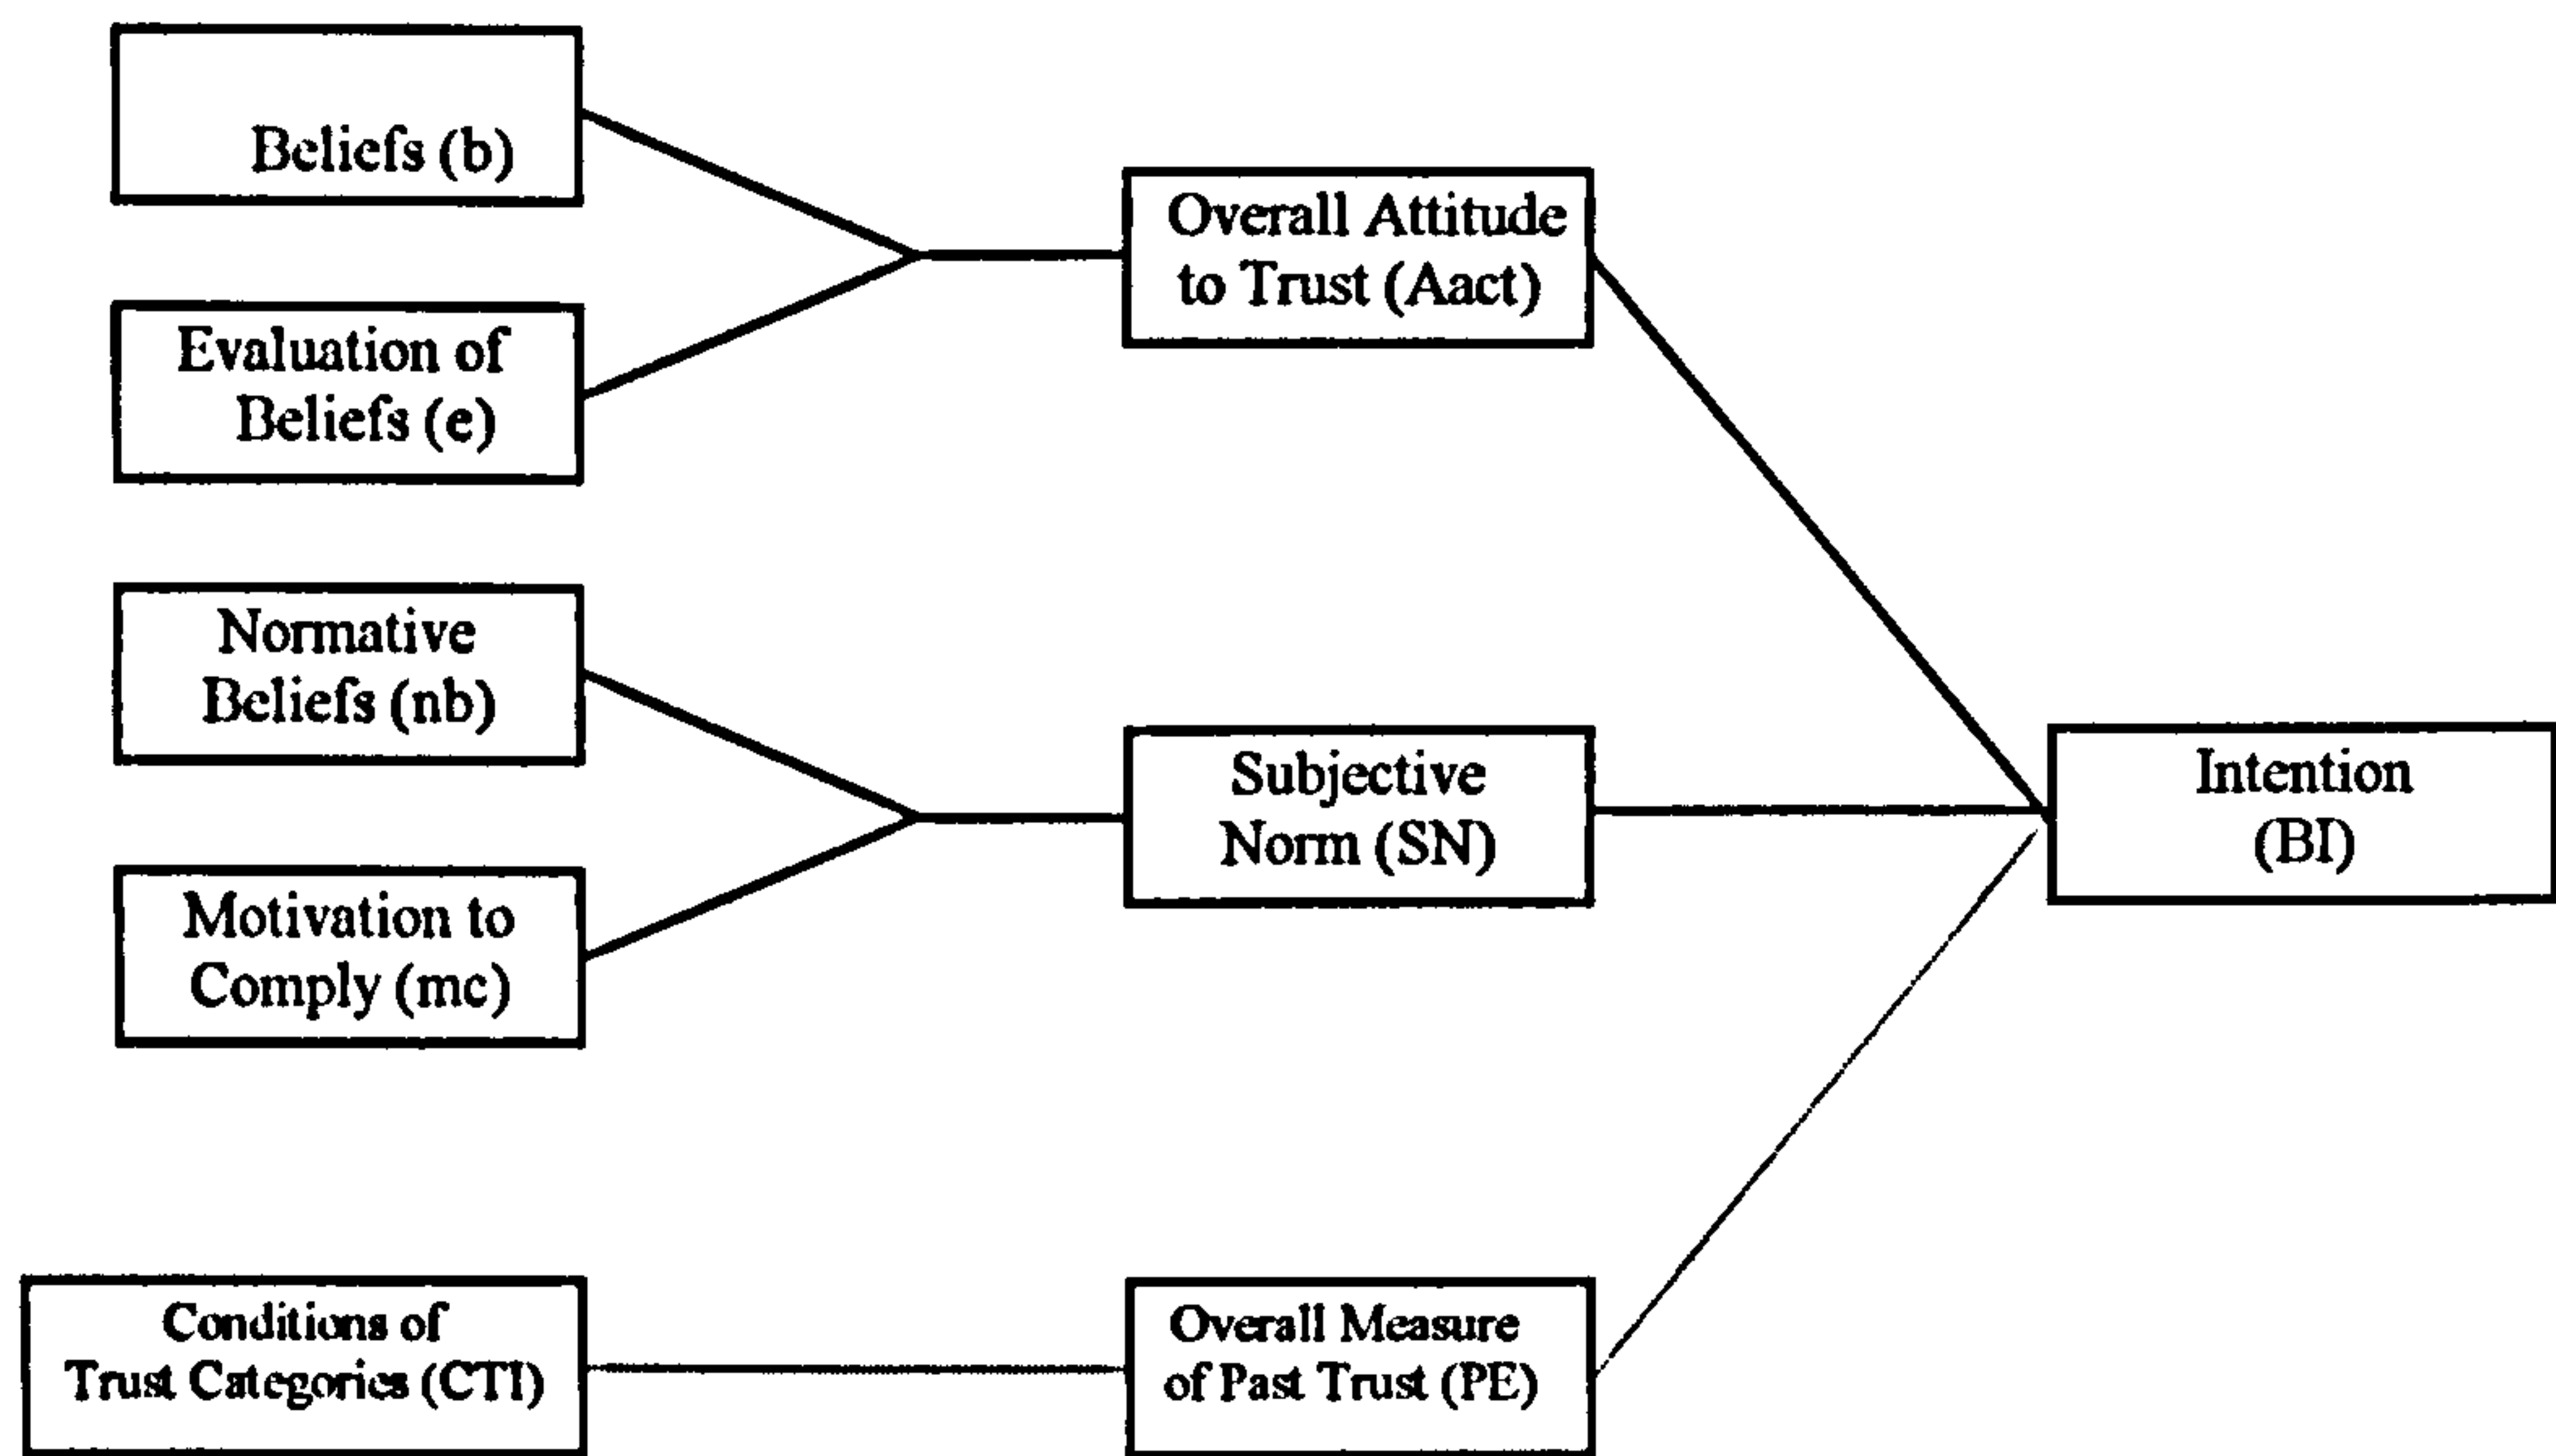 Beliefs (b)
Evaluation of
Beliefs (e)
Overall Attitude
to Trust (Aact)
Normative
Beliefs (nb)
Motivation to
Comply (mc)
Subjective
Norm (SN)
Intention
(BI)
Conditions of
Trust Categories (CTI)
Overall Measure
of Past Trust (PE)